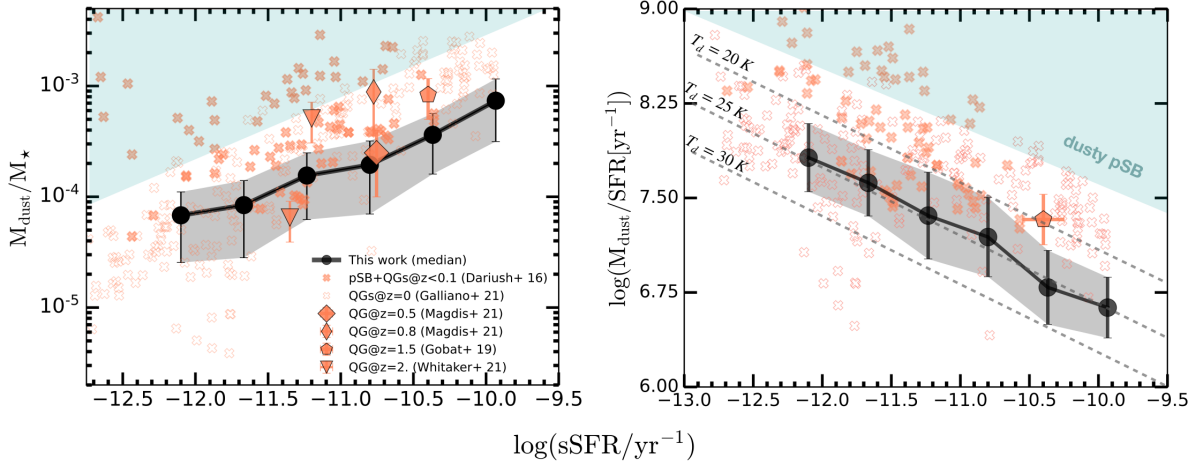 M_dust/M_⋆
10^−3
10^−4
10^−5
−12.5 −12.0 −11.5 −11.0 −10.5 −10.0 −9.5
This work (median)
pSB+QGs@z<0.1 (Dariush+ 16)
QGs@z=0 (Galliano+ 21)
QG@z=0.5 (Magdis+ 21)
QG@z=0.8 (Magdis+ 21)
QG@z=1.5 (Gobat+ 19)
QG@z=2. (Whitaker+ 21)
log(M_dust/SFR[yr^−1])
9.00
8.25
7.50
6.75
6.00
T_d = 20 K
T_d = 25 K
T_d = 30 K
dusty pSB
−13.0 −12.5 −12.0 −11.5 −11.0 −10.5 −10.0 −9.5
log(sSFR/yr^−1)